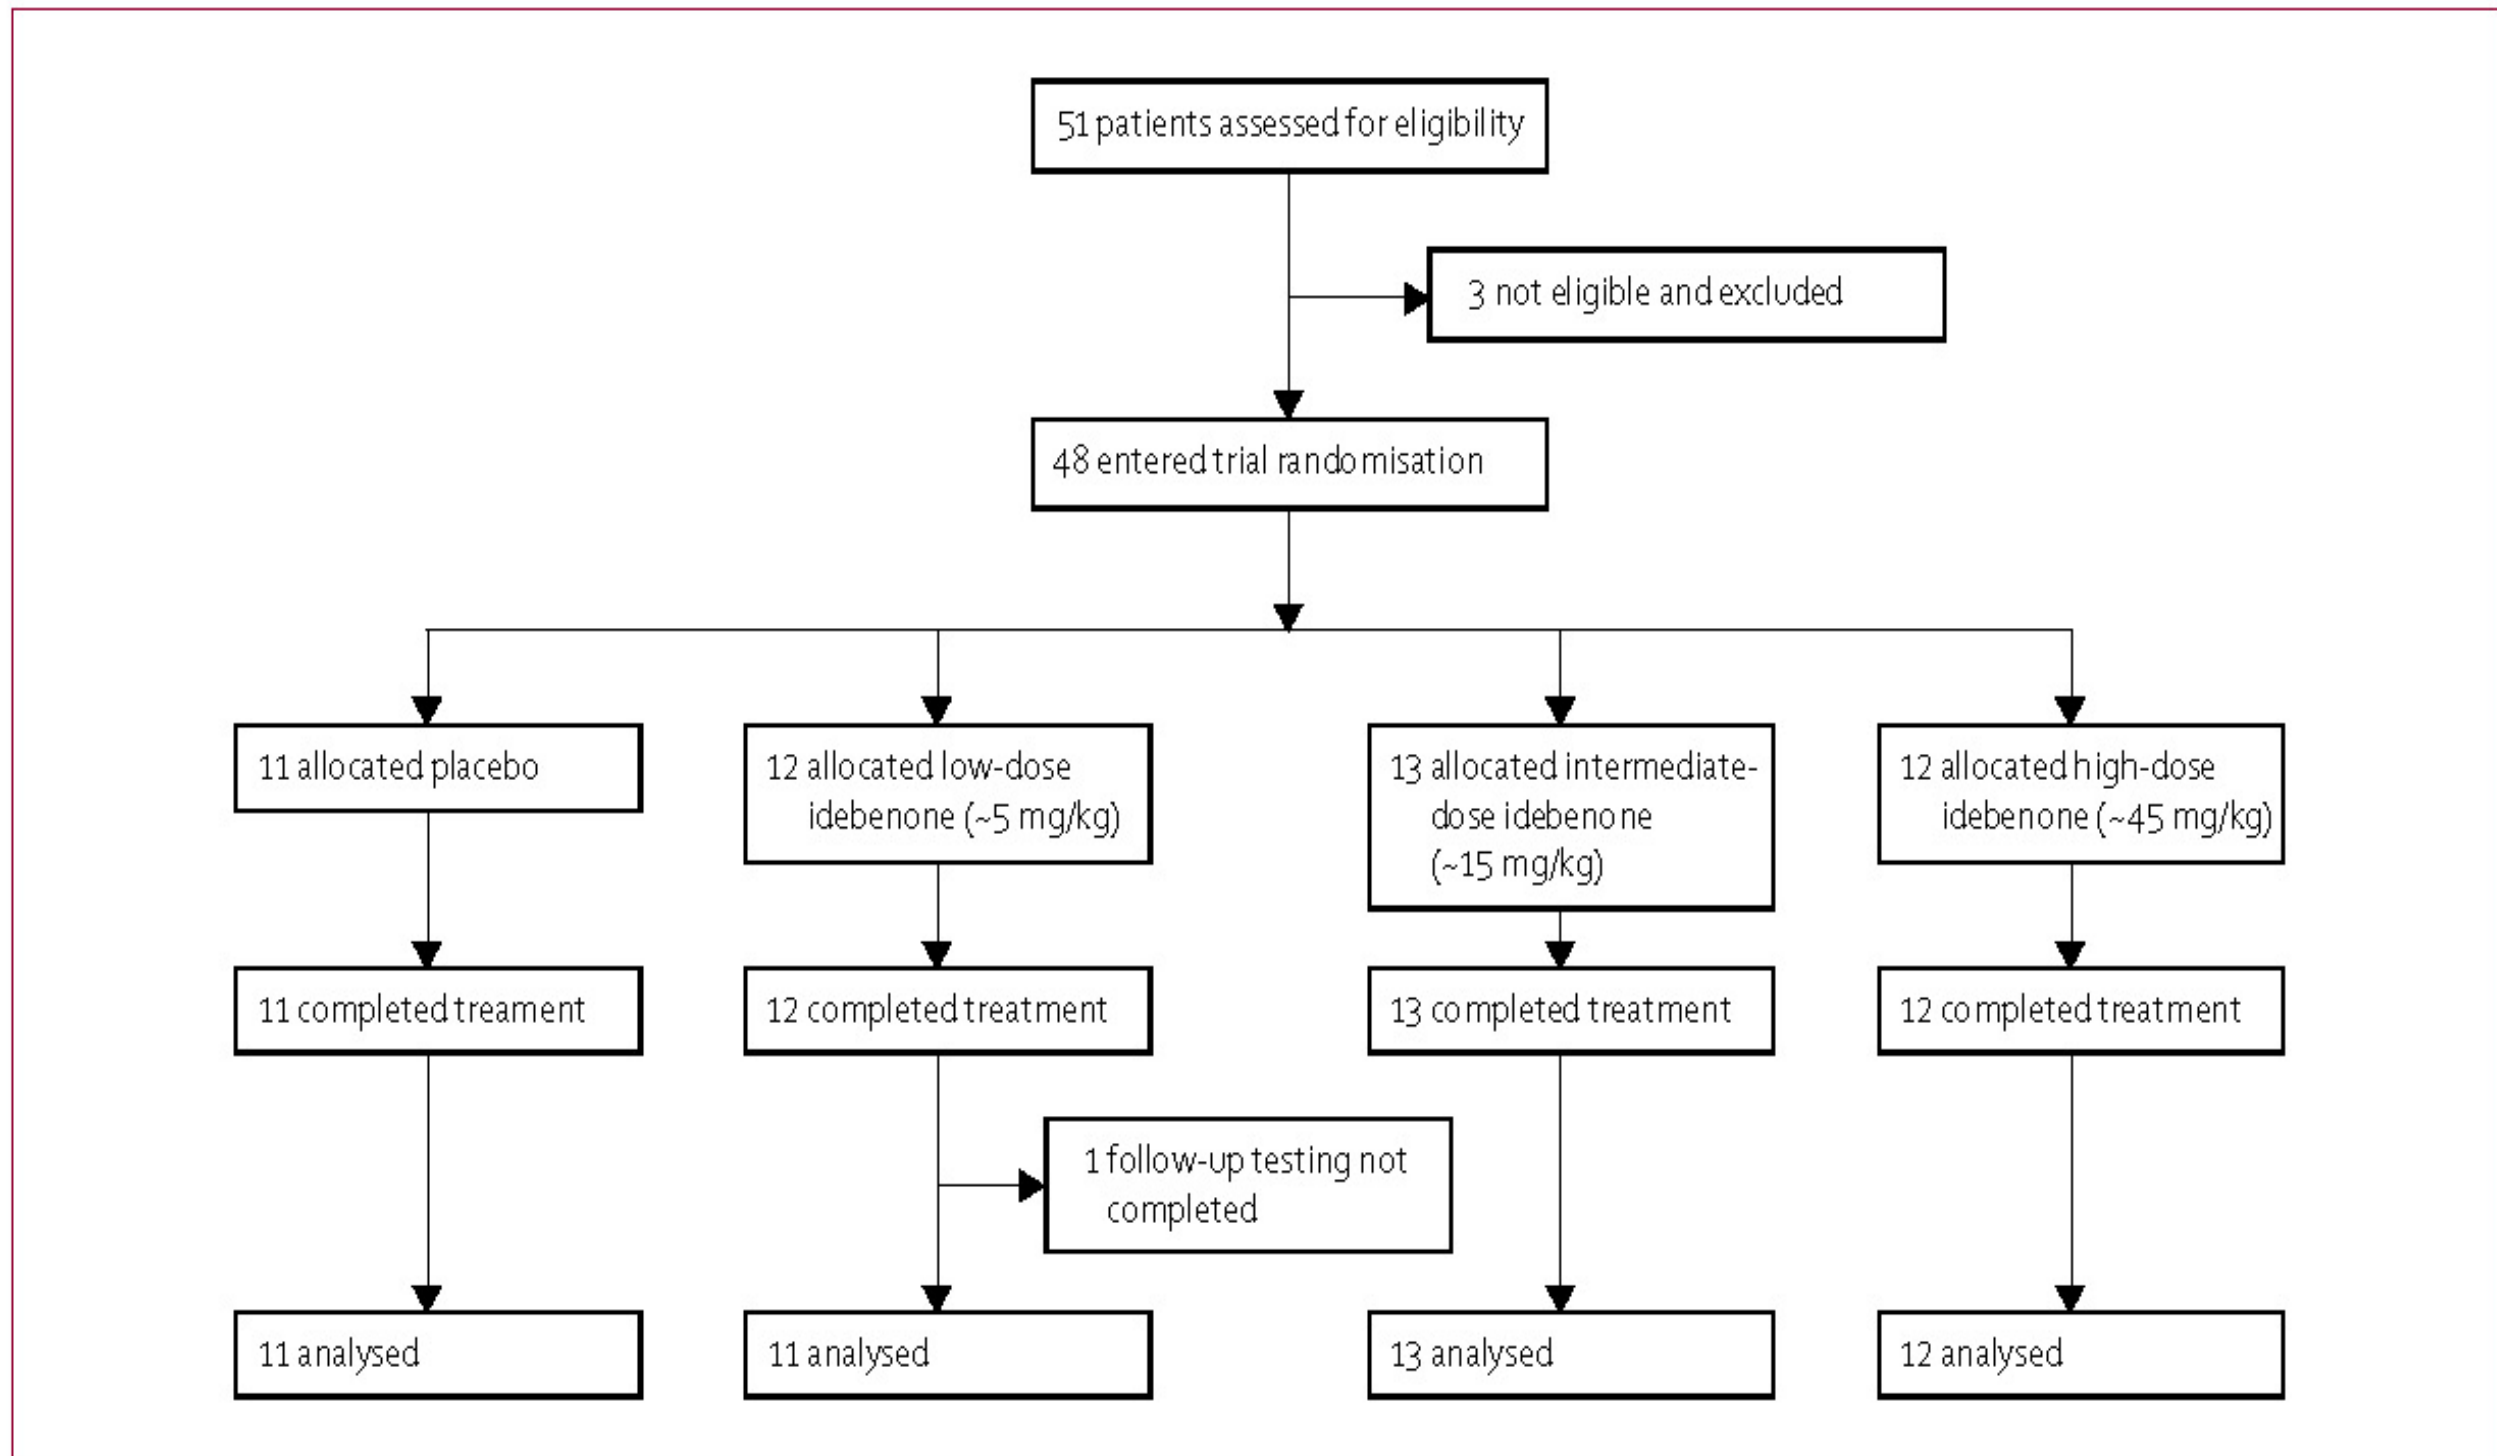 51 patients assessed for eligibility
3 not eligible and excluded
48 entered trial randomisation
11 allocated placebo
12 allocated low-dose
idebenone (~5 mg/kg)
13 allocated intermediate-
dose idebenone
(~15 mg/kg)
12 allocated high-dose
idebenone (~45 mg/kg)
11 completed treament
12 completed treatment
13 completed treatment
12 completed treatment
1 follow-up testing not
completed
11 analysed
11 analysed
13 analysed
12 analysed